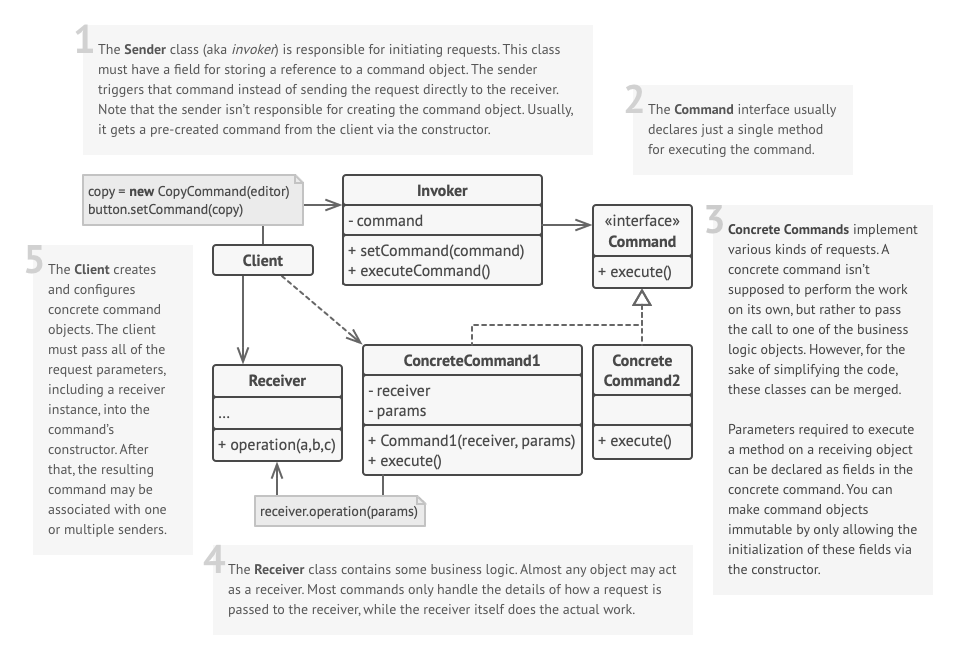 1
The Sender class (aka invoker) is responsible for initiating requests. This class
must have a field for storing a reference to a command object. The sender
triggers that command instead of sending the request directly to the receiver.
Note that the sender isn't responsible for creating the command object. Usually,
it gets a pre-created command from the client via the constructor.
2
The Command interface usually
declares just a single method
for executing the command.
copy = new CopyCommand(editor)
button.setCommand(copy)
Invoker
- command
+ setCommand(command)
+ executeCommand()
«interface»
Command
+ execute()
3
Concrete Commands implement
various kinds of requests. A
concrete command isn't
supposed to perform the work
on its own, but rather to pass
the call to one of the business
logic objects. However, for the
sake of simplifying the code,
these classes can be merged.
Parameters required to execute
a method on a receiving object
can be declared as fields in the
concrete command. You can
make command objects
immutable by only allowing the
initialization of these fields via
the constructor.
5
The Client creates
and configures
concrete command
objects. The client
must pass all of the
request parameters,
including a receiver
instance, into the
command's
constructor. After
that, the resulting
command may be
associated with one
or multiple senders.
Client
Receiver
...
+ operation(a,b,c)
ConcreteCommand1
- receiver
- params
+ Command1(receiver, params)
+ execute()
Concrete
Command2
+ execute()
receiver.operation(params)
4
The Receiver class contains some business logic. Almost any object may act
as a receiver. Most commands only handle the details of how a request is
passed to the receiver, while the receiver itself does the actual work.